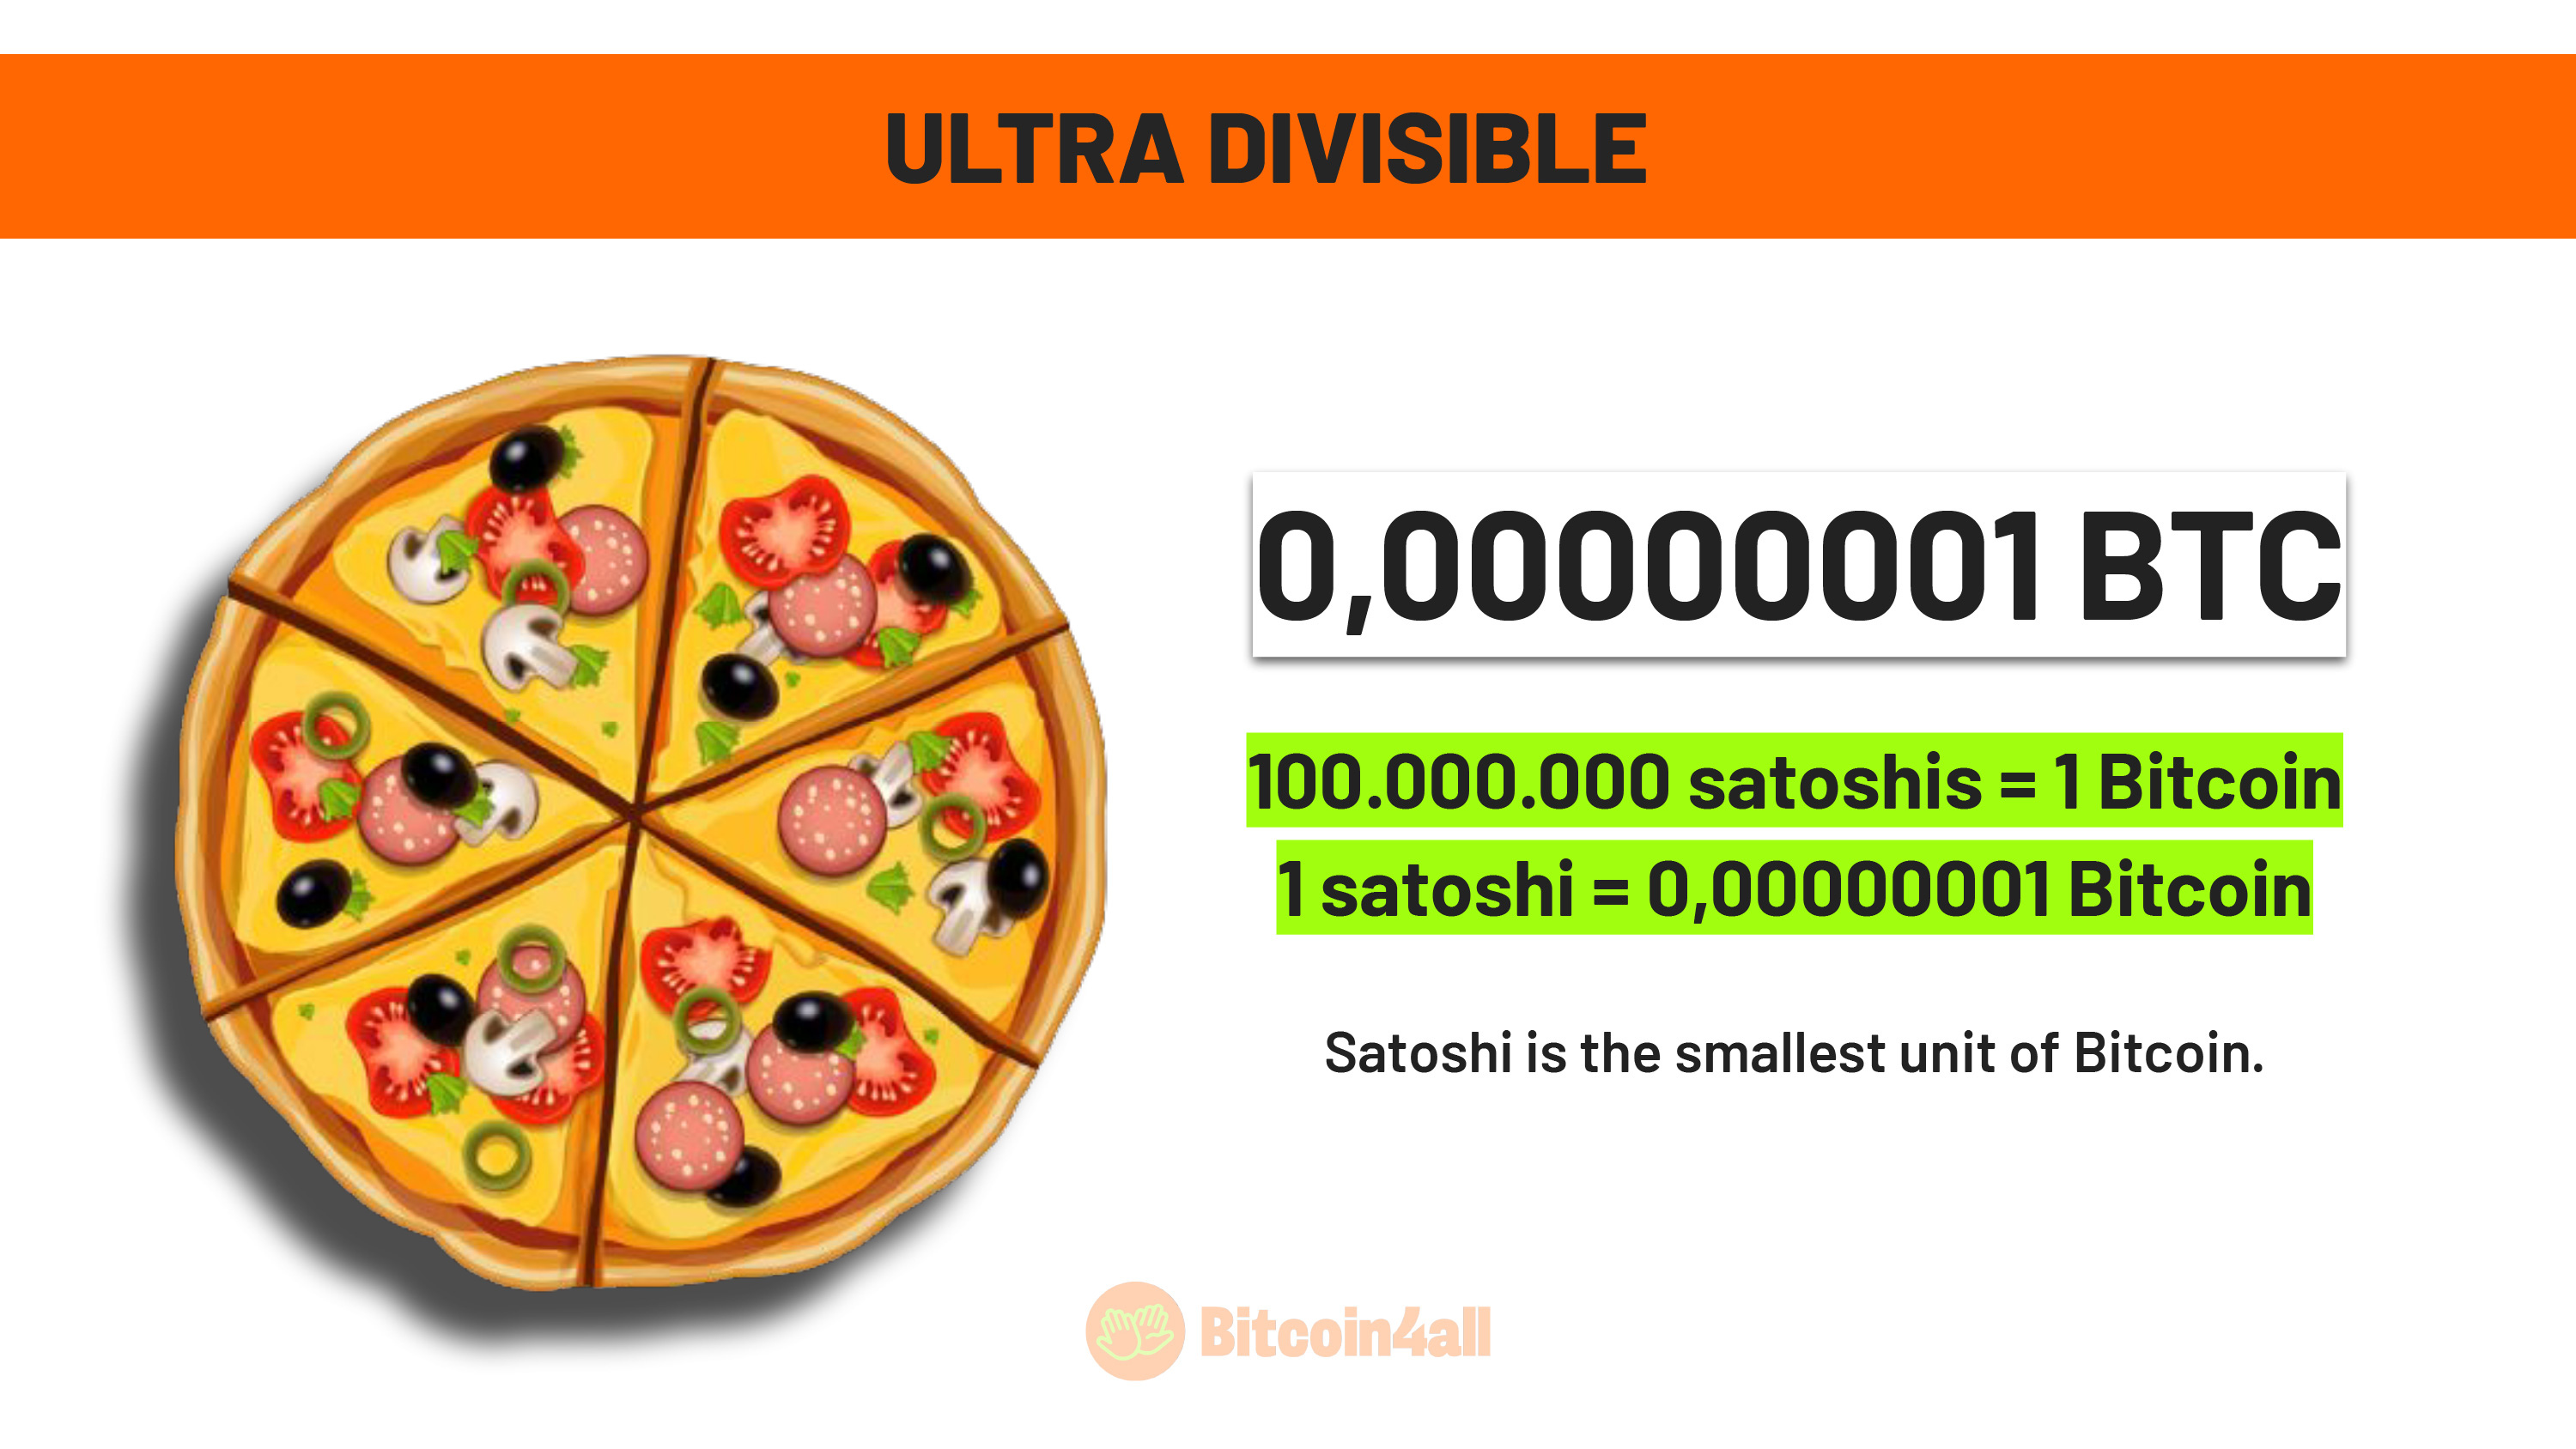 ULTRA DIVISIBLE
0,00000001 BTC
100.000.000 satoshis = 1 Bitcoin
1 satoshi = 0,00000001 Bitcoin
Satoshi is the smallest unit of Bitcoin.
Bitcoin4all